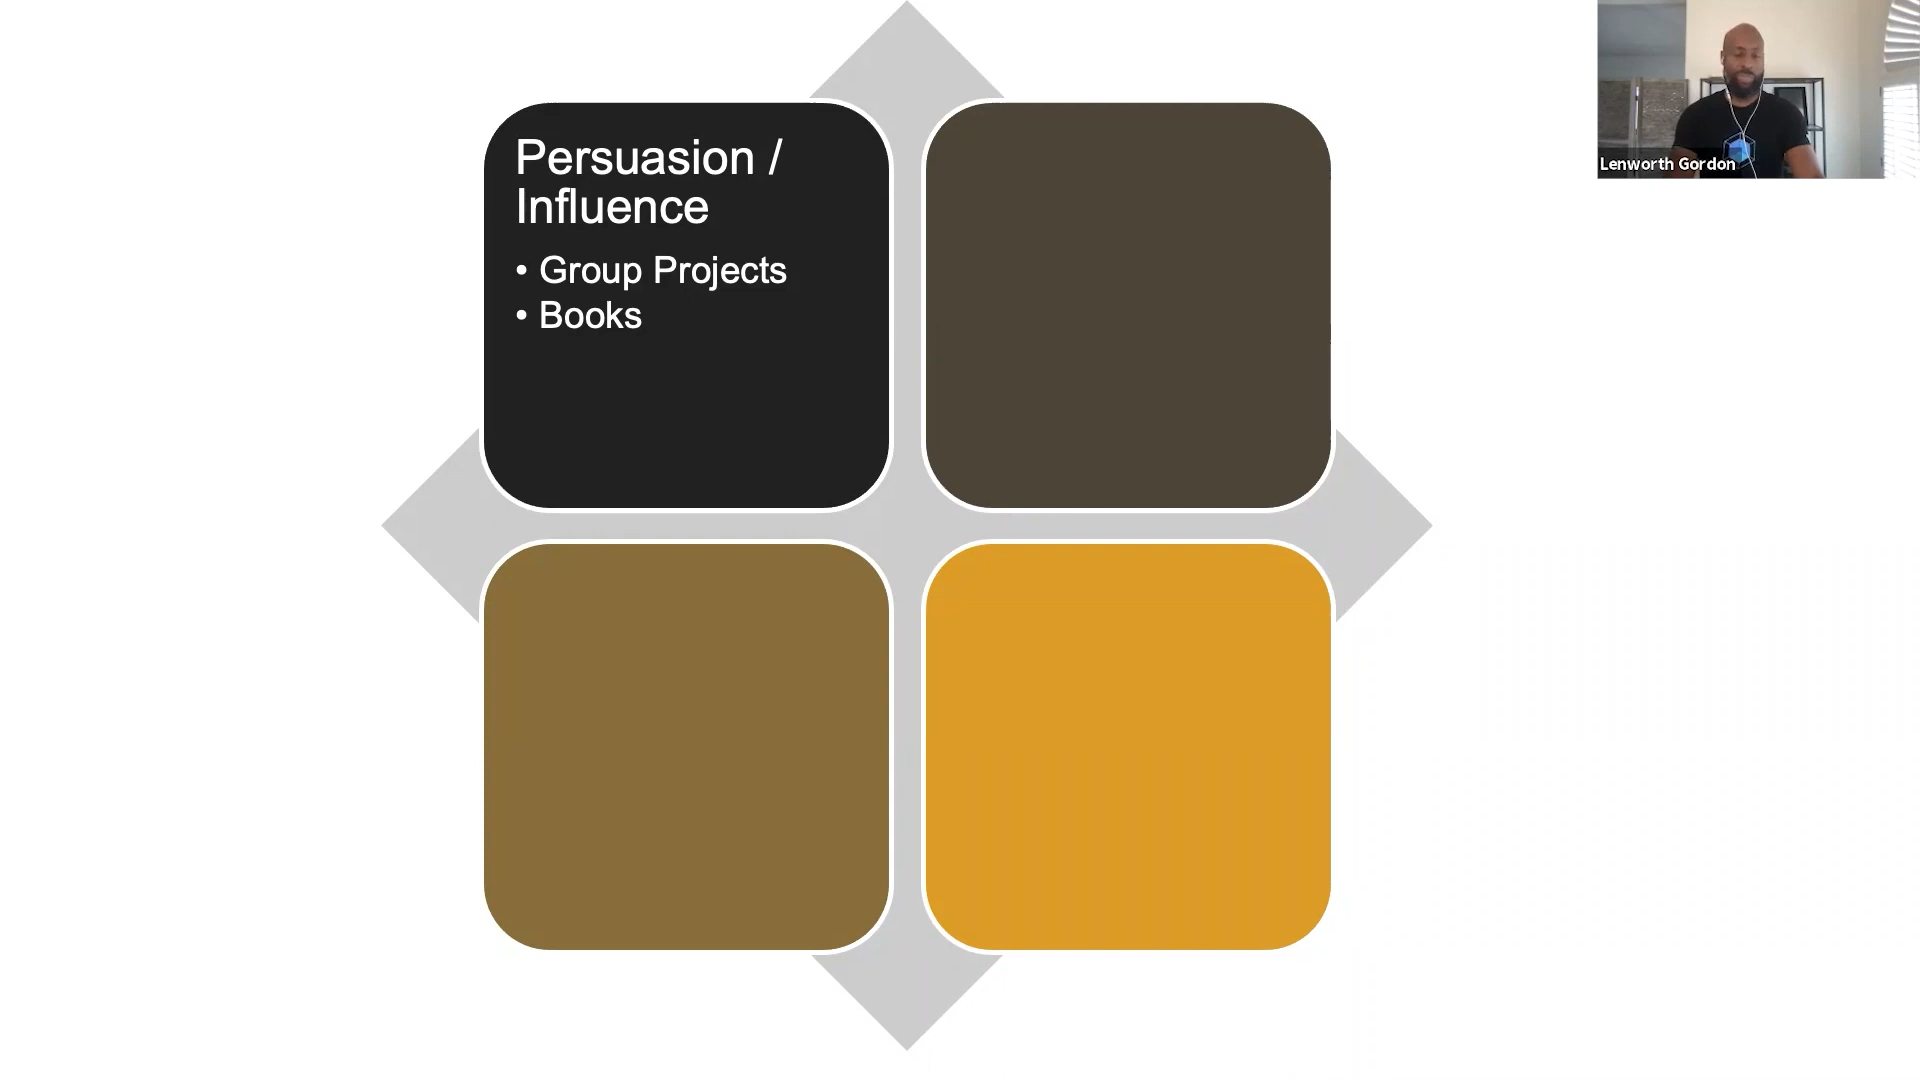 Persuasion /
Influence
• Group Projects
• Books
Lenworth Gordon